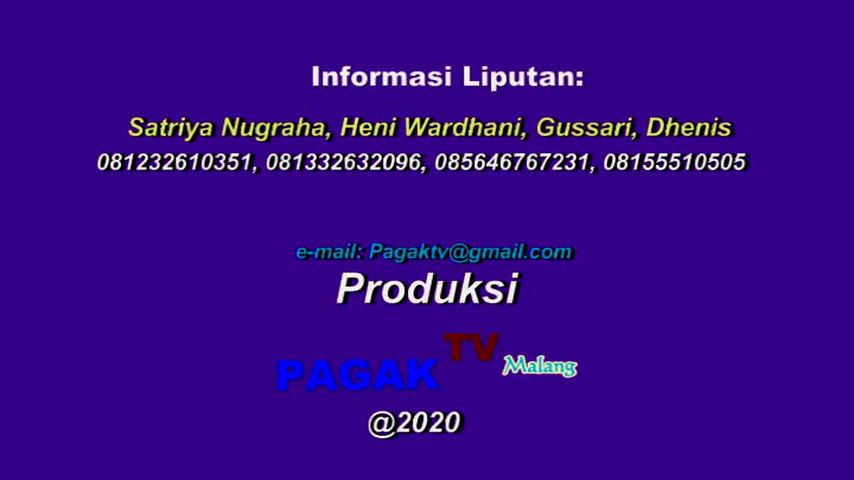 Informasi Liputan:
Satriya Nugraha, Heni Wardhani, Gussari, Dhenis
081232610351, 081332632096, 085646767231, 08155510505
e-mail: Pagaktv@gmail.com
Produksi
PAGAK TV Malang
@2020